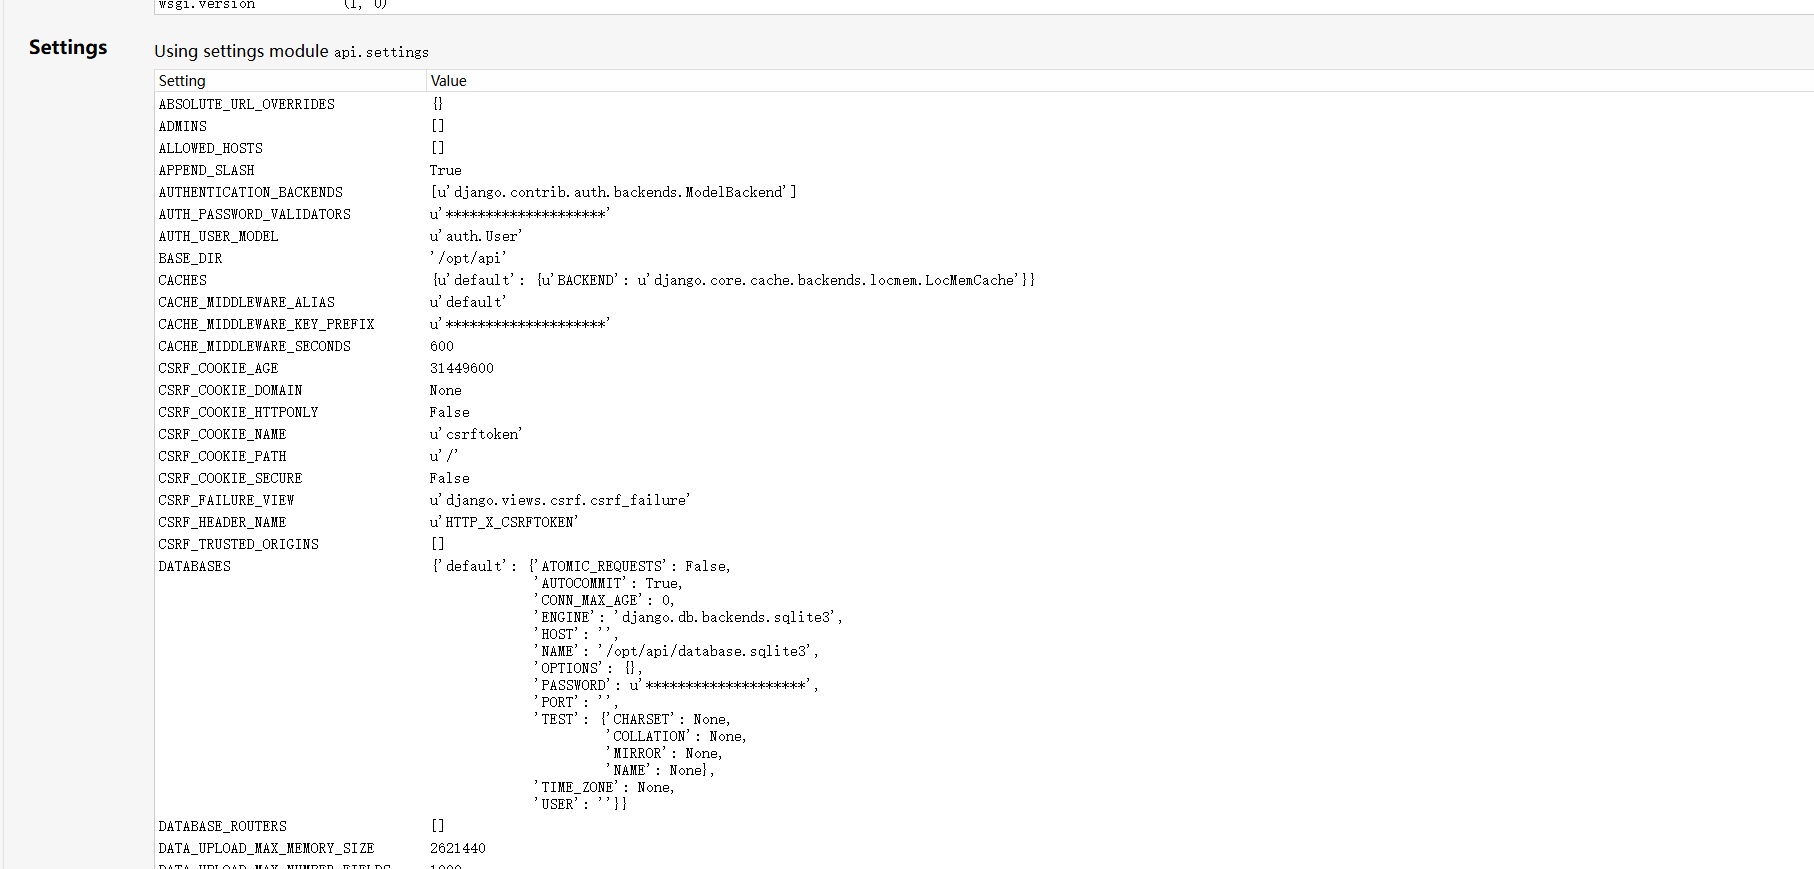 wsgi.version (1, 0)
Settings
Using settings module api.settings
Setting Value
ABSOLUTE_URL_OVERRIDES {}
ADMINS []
ALLOWED_HOSTS []
APPEND_SLASH True
AUTHENTICATION_BACKENDS [u'django.contrib.auth.backends.ModelBackend']
AUTH_PASSWORD_VALIDATORS u'********************'
AUTH_USER_MODEL u'auth.User'
BASE_DIR '/opt/api'
CACHES {u'default': {u'BACKEND': u'django.core.cache.backends.locmem.LocMemCache'}}
CACHE_MIDDLEWARE_ALIAS u'default'
CACHE_MIDDLEWARE_KEY_PREFIX u'********************'
CACHE_MIDDLEWARE_SECONDS 600
CSRF_COOKIE_AGE 31449600
CSRF_COOKIE_DOMAIN None
CSRF_COOKIE_HTTPONLY False
CSRF_COOKIE_NAME u'csrftoken'
CSRF_COOKIE_PATH u'/'
CSRF_COOKIE_SECURE False
CSRF_FAILURE_VIEW u'django.views.csrf.csrf_failure'
CSRF_HEADER_NAME u'HTTP_X_CSRFTOKEN'
CSRF_TRUSTED_ORIGINS []
DATABASES {'default': {'ATOMIC_REQUESTS': False,
'AUTOCOMMIT': True,
'CONN_MAX_AGE': 0,
'ENGINE': 'django.db.backends.sqlite3',
'HOST': '',
'NAME': '/opt/api/database.sqlite3',
'OPTIONS': {},
'PASSWORD': u'********************',
'PORT': '',
'TEST': {'CHARSET': None,
'COLLATION': None,
'MIRROR': None,
'NAME': None},
'TIME_ZONE': None,
'USER': ''}}
DATABASE_ROUTERS []
DATA_UPLOAD_MAX_MEMORY_SIZE 2621440
DATA_UPLOAD_MAX_NUMBER_FIELDS 1000